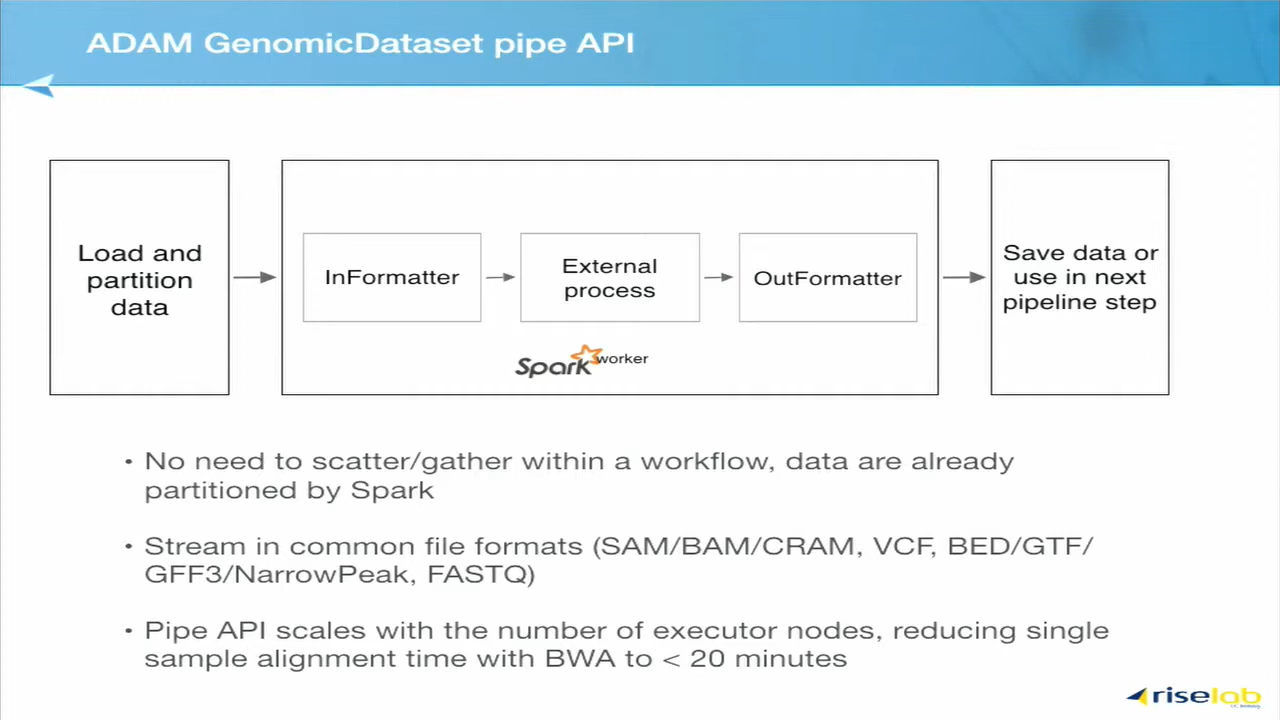 ADAM GenomicDataset pipe API
Load and
partition
data
InFormatter
External
process
OutFormatter
Spark worker
Save data or
use in next
pipeline step
• No need to scatter/gather within a workflow, data are already
partitioned by Spark
• Stream in common file formats (SAM/BAM/CRAM, VCF, BED/GTF/
GFF3/NarrowPeak, FASTQ)
• Pipe API scales with the number of executor nodes, reducing single
sample alignment time with BWA to < 20 minutes
riselab
UC Berkeley